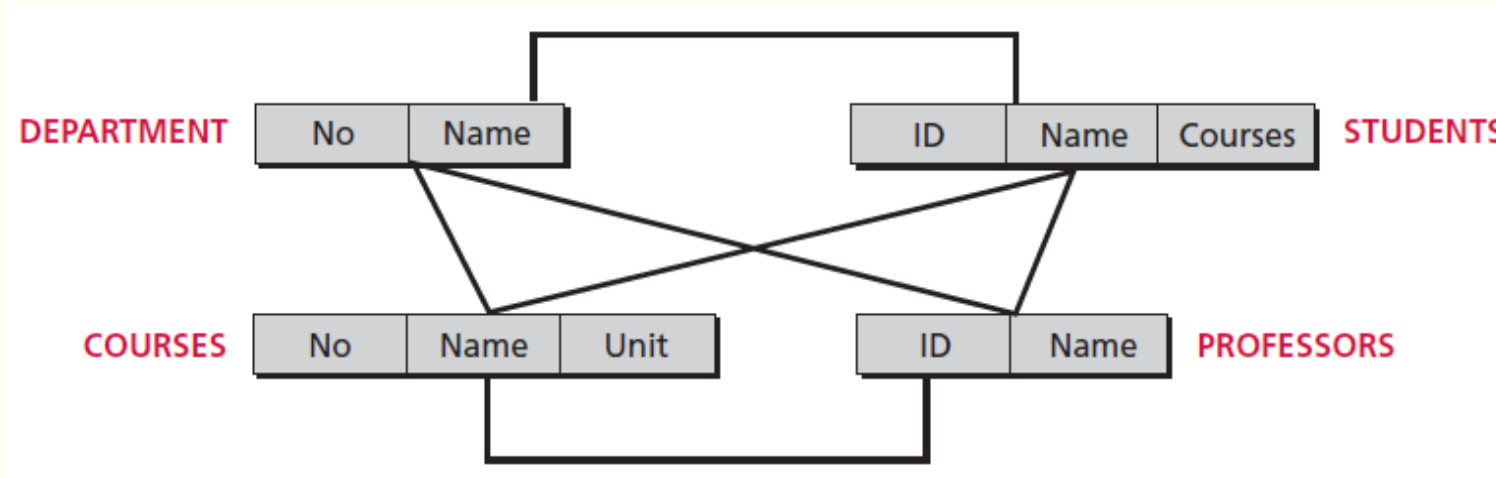 DEPARTMENT No Name ID Name Courses STUDENTS
COURSES No Name Unit ID Name PROFESSORS